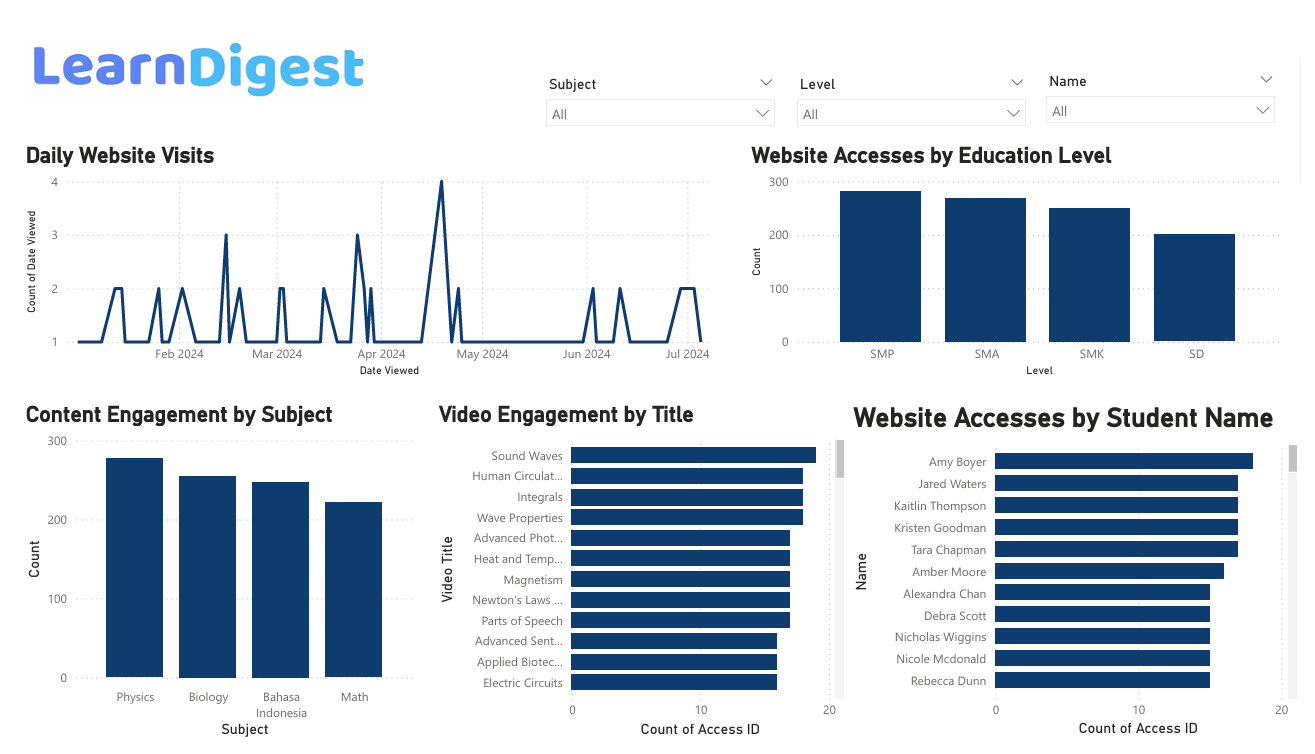 LearnDigest
Subject
Level
Name
All
All
All
Daily Website Visits
Count of Date Viewed
4
3
2
1
Feb 2024
Mar 2024
Apr 2024
May 2024
Jun 2024
Jul 2024
Date Viewed
Website Accesses by Education Level
Count
300
200
100
0
SMP
SMA
SMK
SD
Level
Content Engagement by Subject
Count
300
200
100
0
Physics
Biology
Bahasa
Indonesia
Math
Subject
Video Engagement by Title
Video Title
Sound Waves
Human Circulat...
Integrals
Wave Properties
Advanced Phot...
Heat and Temp...
Magnetism
Newton's Laws ...
Parts of Speech
Advanced Sent...
Applied Biotec...
Electric Circuits
0
10
20
Count of Access ID
Website Accesses by Student Name
Name
Amy Boyer
Jared Waters
Kaitlin Thompson
Kristen Goodman
Tara Chapman
Amber Moore
Alexandra Chan
Debra Scott
Nicholas Wiggins
Nicole Mcdonald
Rebecca Dunn
0
10
20
Count of Access ID